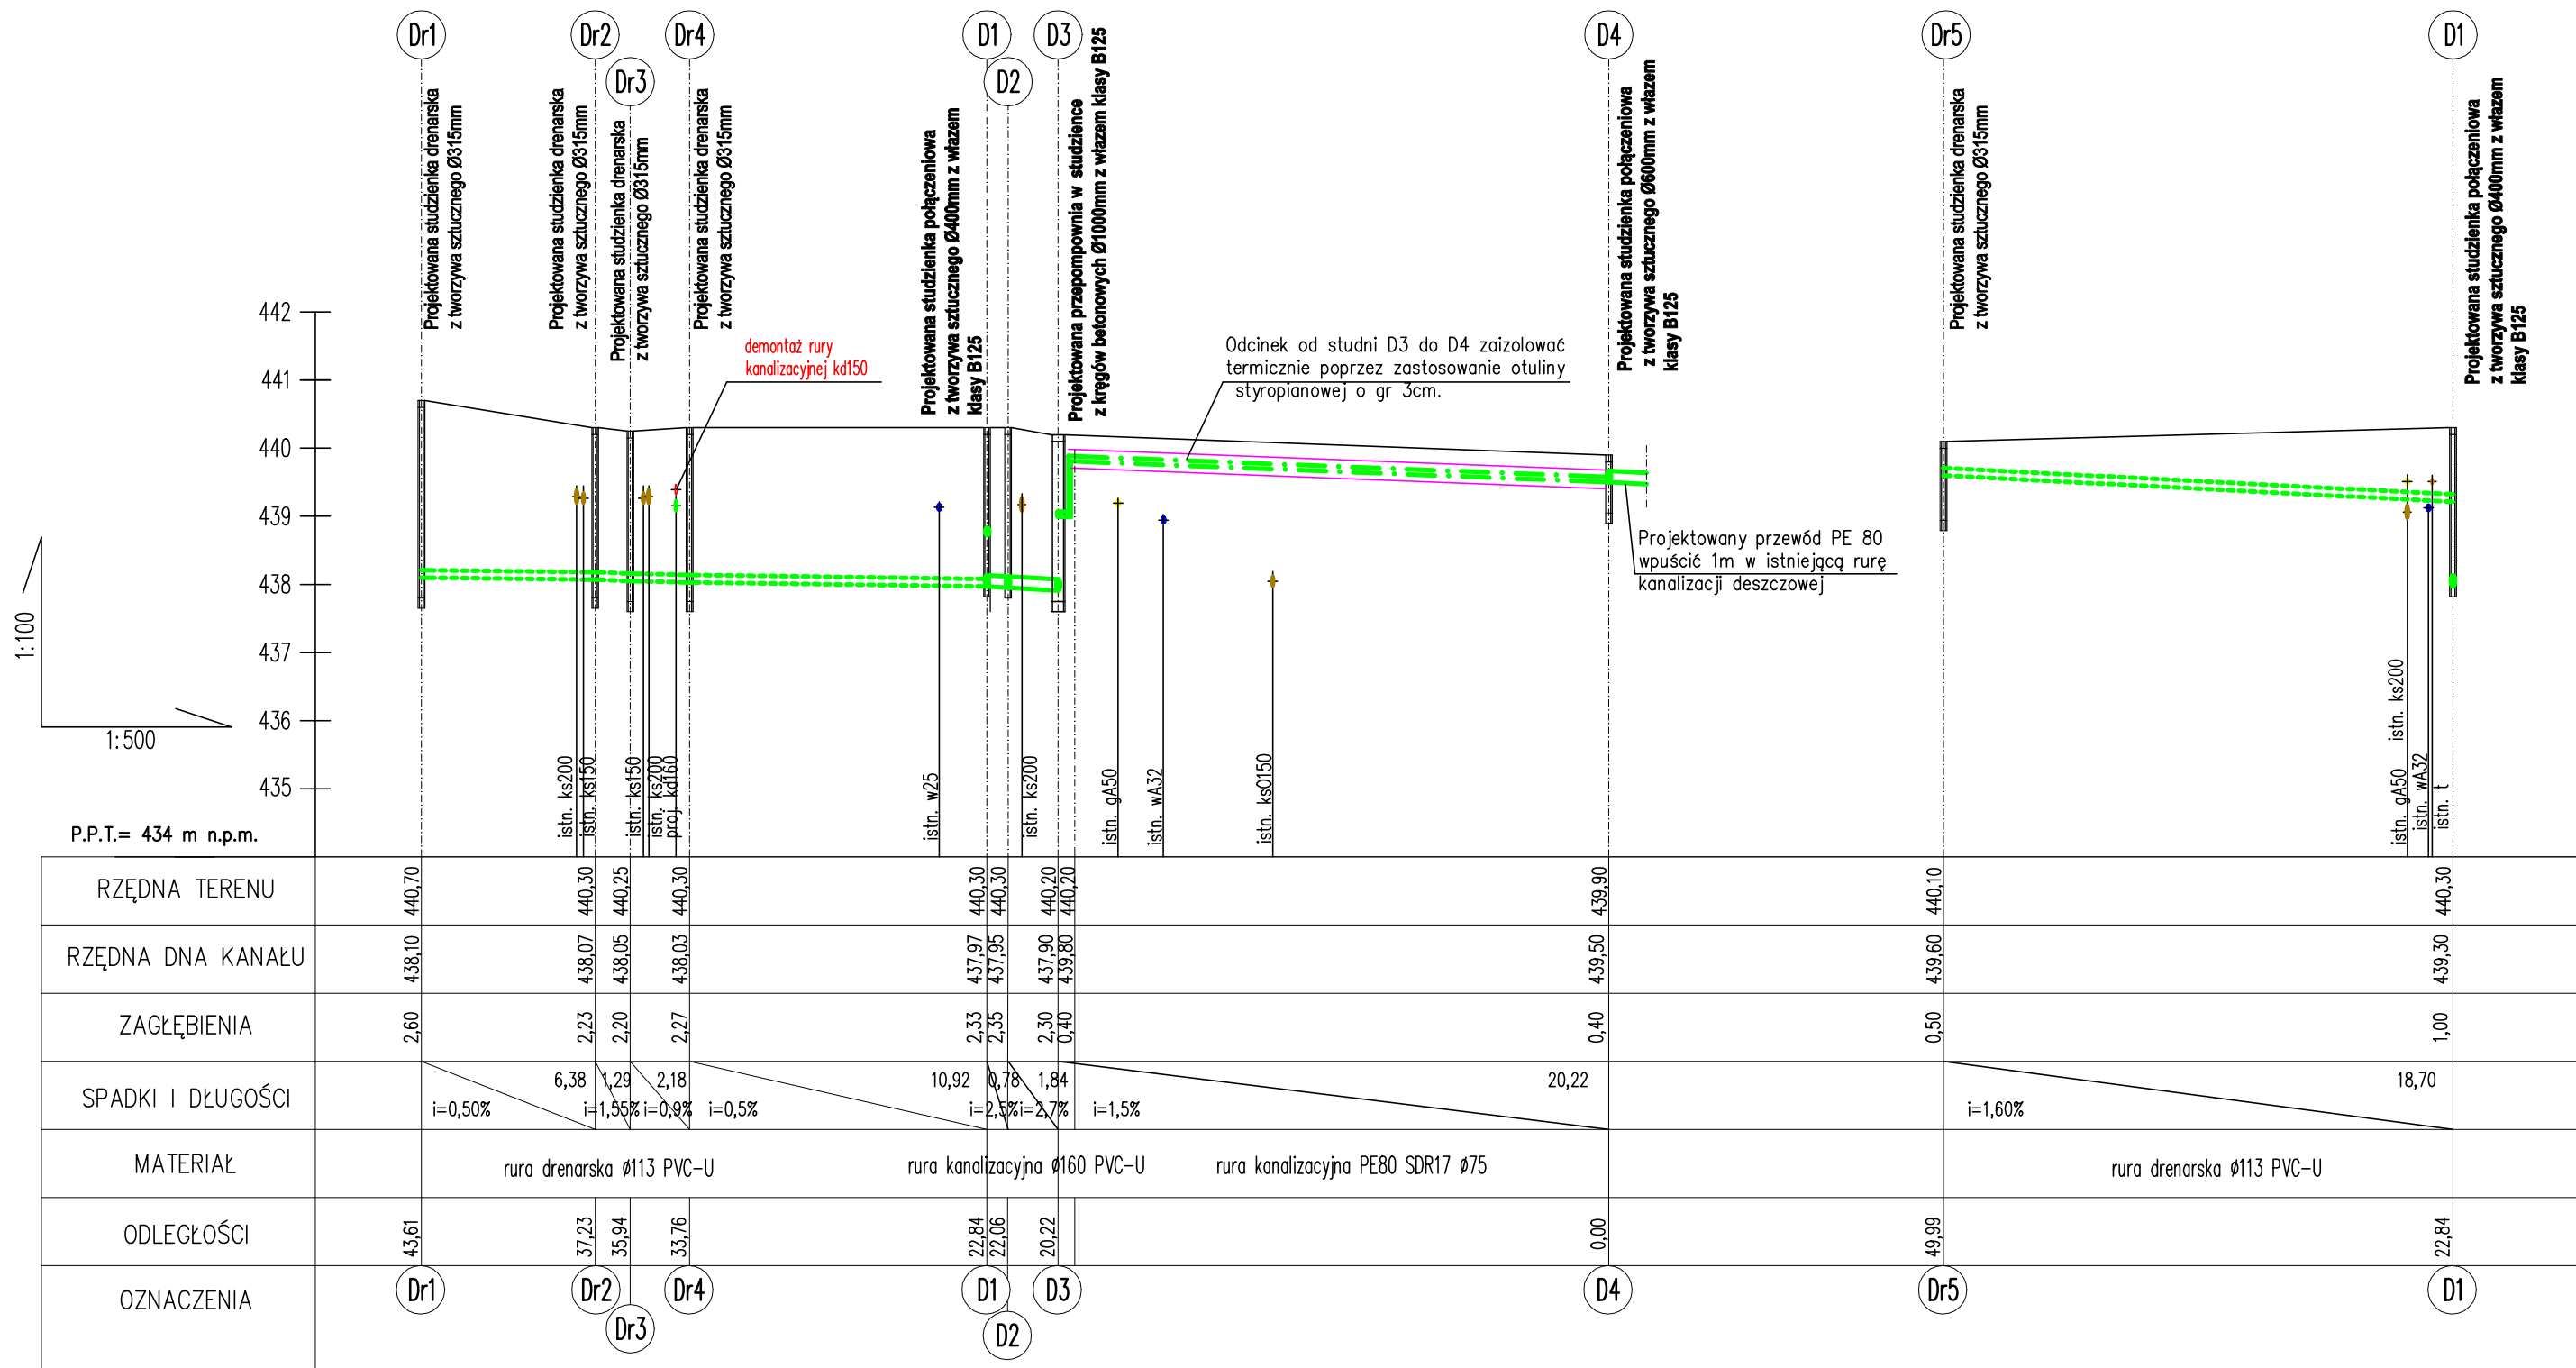 Dr1
Dr2
Dr4
D1
D3
D4
Dr5
D1
Dr3
D2
Projektowana studzienka drenarska
z tworzywa sztucznego Ø315mm
Projektowana studzienka drenarska
z tworzywa sztucznego Ø315mm
Projektowana studzienka drenarska
z tworzywa sztucznego Ø315mm
Projektowana studzienka drenarska
z tworzywa sztucznego Ø315mm
Projektowana studzienka połączeniowa
z tworzywa sztucznego Ø400mm z włazem
klasy B125
Projektowana przepompownia w studzience
z kręgów betonowych Ø1000mm z włazem klasy B125
Projektowana studzienka połączeniowa
z tworzywa sztucznego Ø600mm z włazem
klasy B125
Projektowana studzienka drenarska
z tworzywa sztucznego Ø315mm
Projektowana studzienka połączeniowa
z tworzywa sztucznego Ø400mm z włazem
klasy B125
442
441
440
439
438
437
436
435
demontaż rury
kanalizacyjnej kd150
Odcinek od studni D3 do D4 zaizolować
termicznie poprzez zastosowanie otuliny
styropianowej o gr 3cm.
Projektowany przewód PE 80
wpuścić 1m w istniejącą rurę
kanalizacji deszczowej
1:100
1:500
P.P.T.= 434 m n.p.m.
istn. ks200
istn. ks150
istn. ks150
istn. ks200
proj. kd160
istn. w25
istn. ks200
istn. gA50
istn. wA32
istn. ksO150
istn. gA50
istn. ks200
istn. wA32
istn. t
RZĘDNA TERENU
440,70
440,30
440,25
440,30
440,30
440,30
440,20
440,20
439,90
440,10
440,30
RZĘDNA DNA KANAŁU
438,10
438,07
438,05
438,03
437,97
437,95
437,90
439,80
439,50
439,60
439,30
ZAGŁĘBIENIA
2,60
2,23
2,20
2,27
2,33
2,35
2,30
0,40
0,40
0,50
1,00
SPADKI I DŁUGOŚCI
6,38
1,29
2,18
10,92
0,78
1,84
20,22
18,70
i=0,50%
i=1,55%
i=0,9%
i=0,5%
i=2,5%
i=2,7%
i=1,5%
i=1,60%
MATERIAŁ
rura drenarska Ø113 PVC-U
rura kanalizacyjna Ø160 PVC-U
rura kanalizacyjna PE80 SDR17 Ø75
rura drenarska Ø113 PVC-U
ODLEGŁOŚCI
43,61
37,23
35,94
33,76
22,84
22,06
20,22
0,00
49,99
22,84
OZNACZENIA
Dr1
Dr2
Dr4
D1
D3
D4
Dr5
D1
Dr3
D2